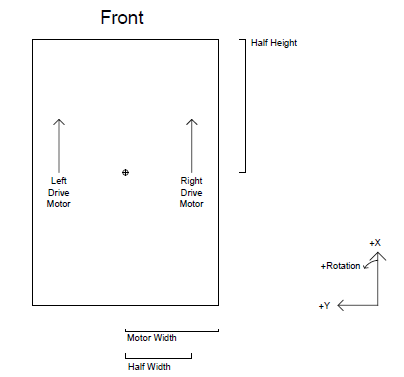 Front
Half Height
Left
Drive
Motor
Right
Drive
Motor
+X
+Rotation
+Y
Motor Width
Half Width